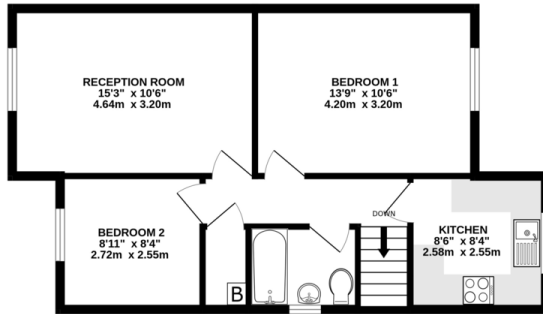 RECEPTION ROOM
15'3" x 10'6"
4.64m x 3.20m
BEDROOM 1
13'9" x 10'6"
4.20m x 3.20m
BEDROOM 2
8'11" x 8'4"
2.72m x 2.55m
DOWN
KITCHEN
8'6" x 8'4"
2.58m x 2.55m
B